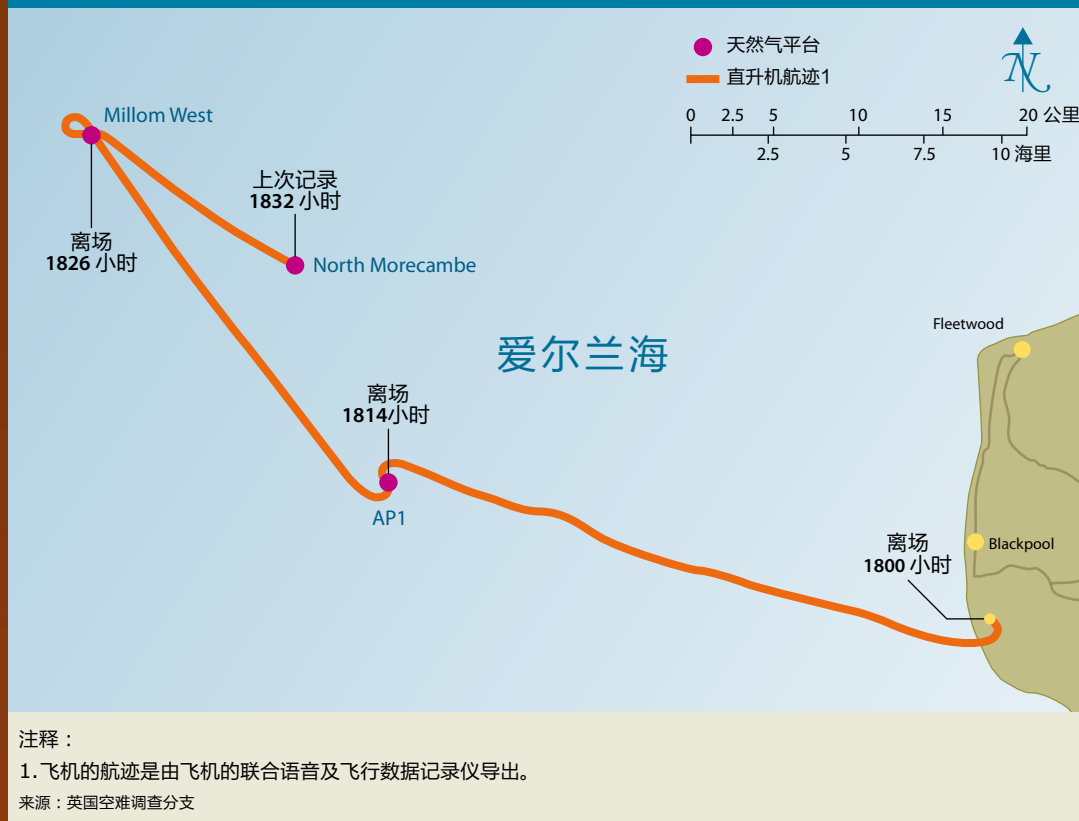 天然气平台
直升机航迹1
N
0 2.5 5 10 15 20 公里
2.5 5 7.5 10 海里
Millom West
上次记录
1832 小时
离场
1826 小时
North Morecambe
Fleetwood
爱尔兰海
离场
1814小时
AP1
离场
1800 小时
Blackpool
注释：
1.飞机的航迹是由飞机的联合语音及飞行数据记录仪导出。
来源：英国空难调查分支